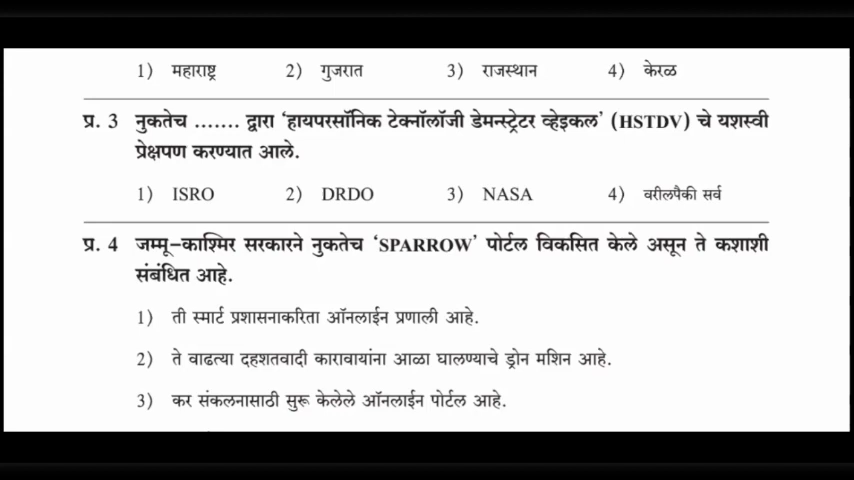 1) महाराष्ट्र 2) गुजरात 3) राजस्थान 4) केरळ
प्र. 3 नुकतेच ....... द्वारा ‘हायपरसॉनिक टेक्नॉलॉजी डेमन्स्ट्रेटर व्हेइकल’ (HSTDV) चे यशस्वी
प्रेक्षपण करण्यात आले.
1) ISRO 2) DRDO 3) NASA 4) वरीलपैकी सर्व
प्र. 4 जम्मू–काश्मिर सरकारने नुकतेच ‘SPARROW’ पोर्टल विकसित केले असून ते कशाशी
संबंधित आहे.
1) ती स्मार्ट प्रशासनाकरिता ऑनलाईन प्रणाली आहे.
2) ते वाढत्या दहशतवादी कारावायांना आळा घालण्याचे ड्रोन मशिन आहे.
3) कर संकलनासाठी सुरू केलेले ऑनलाईन पोर्टल आहे.